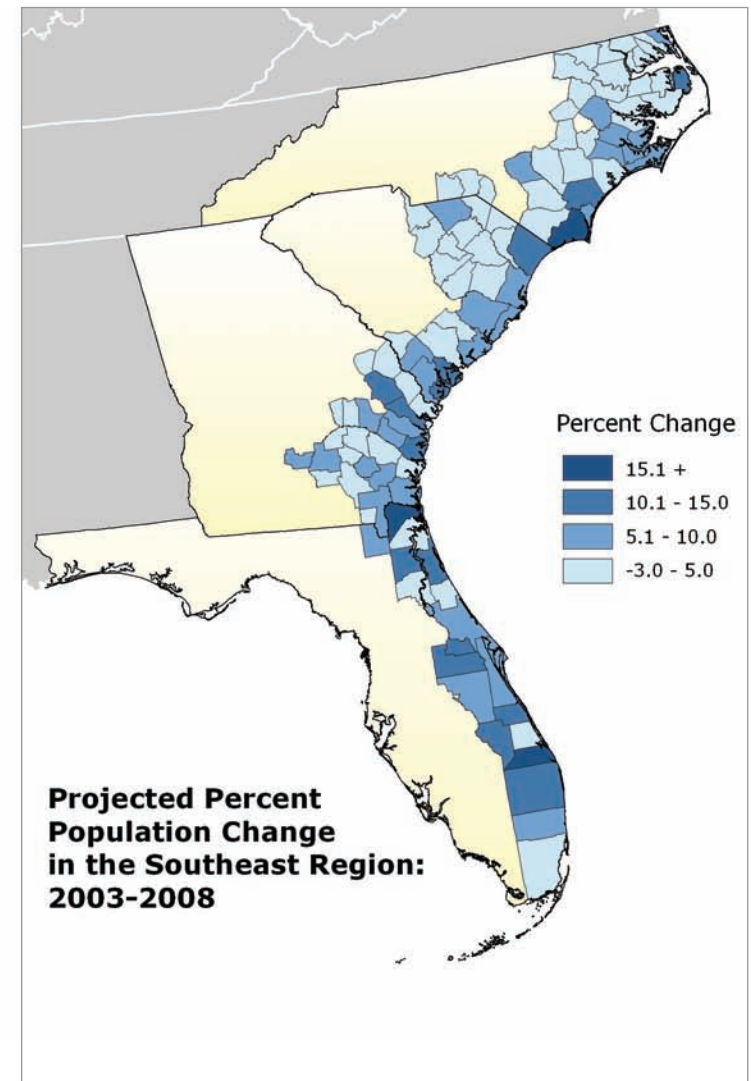 Percent Change
15.1 +
10.1 - 15.0
5.1 - 10.0
-3.0 - 5.0
Projected Percent
Population Change
in the Southeast Region:
2003-2008